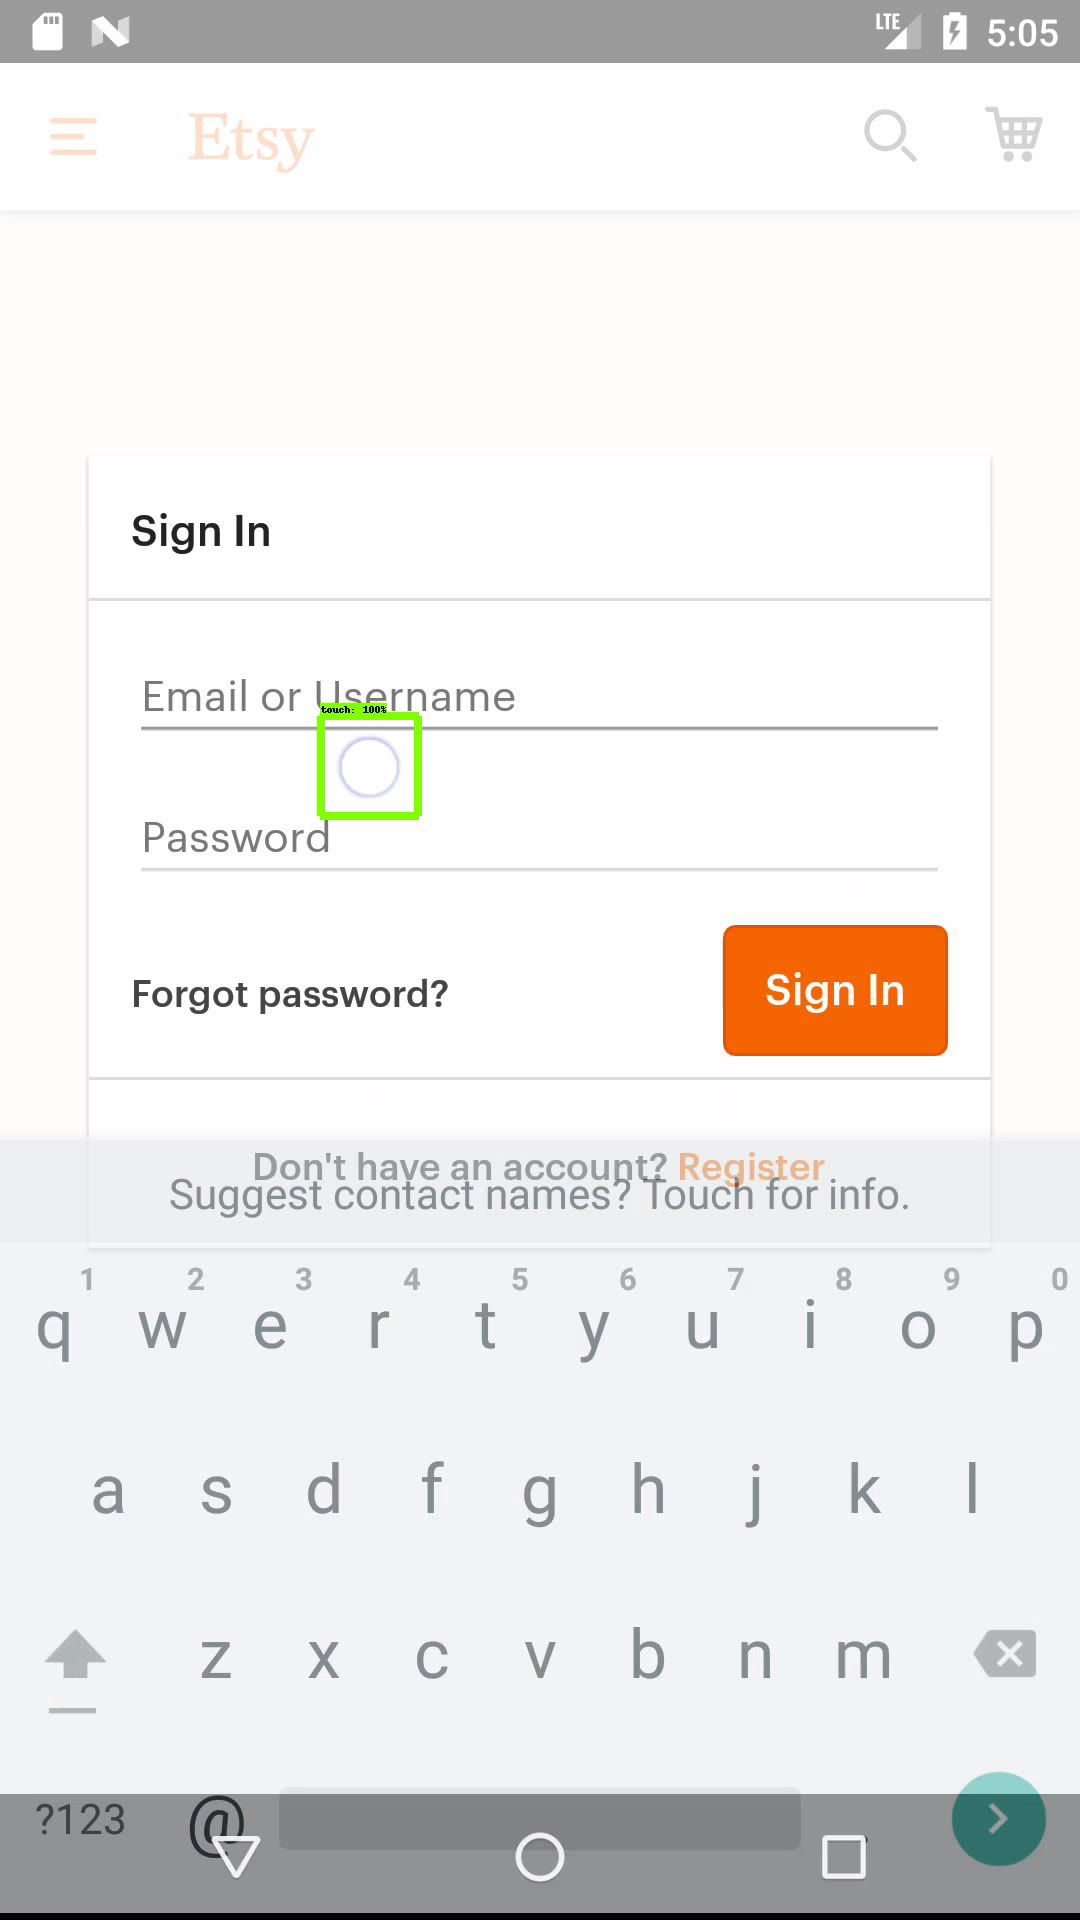 LTE 5:05
Etsy
Sign In
Email or Username
touch: 100%
Password
Forgot password?
Sign In
Don't have an account? Register
Suggest contact names? Touch for info.
1 2 3 4 5 6 7 8 9 0
q w e r t y u i o p
a s d f g h j k l
z x c v b n m
?123 @